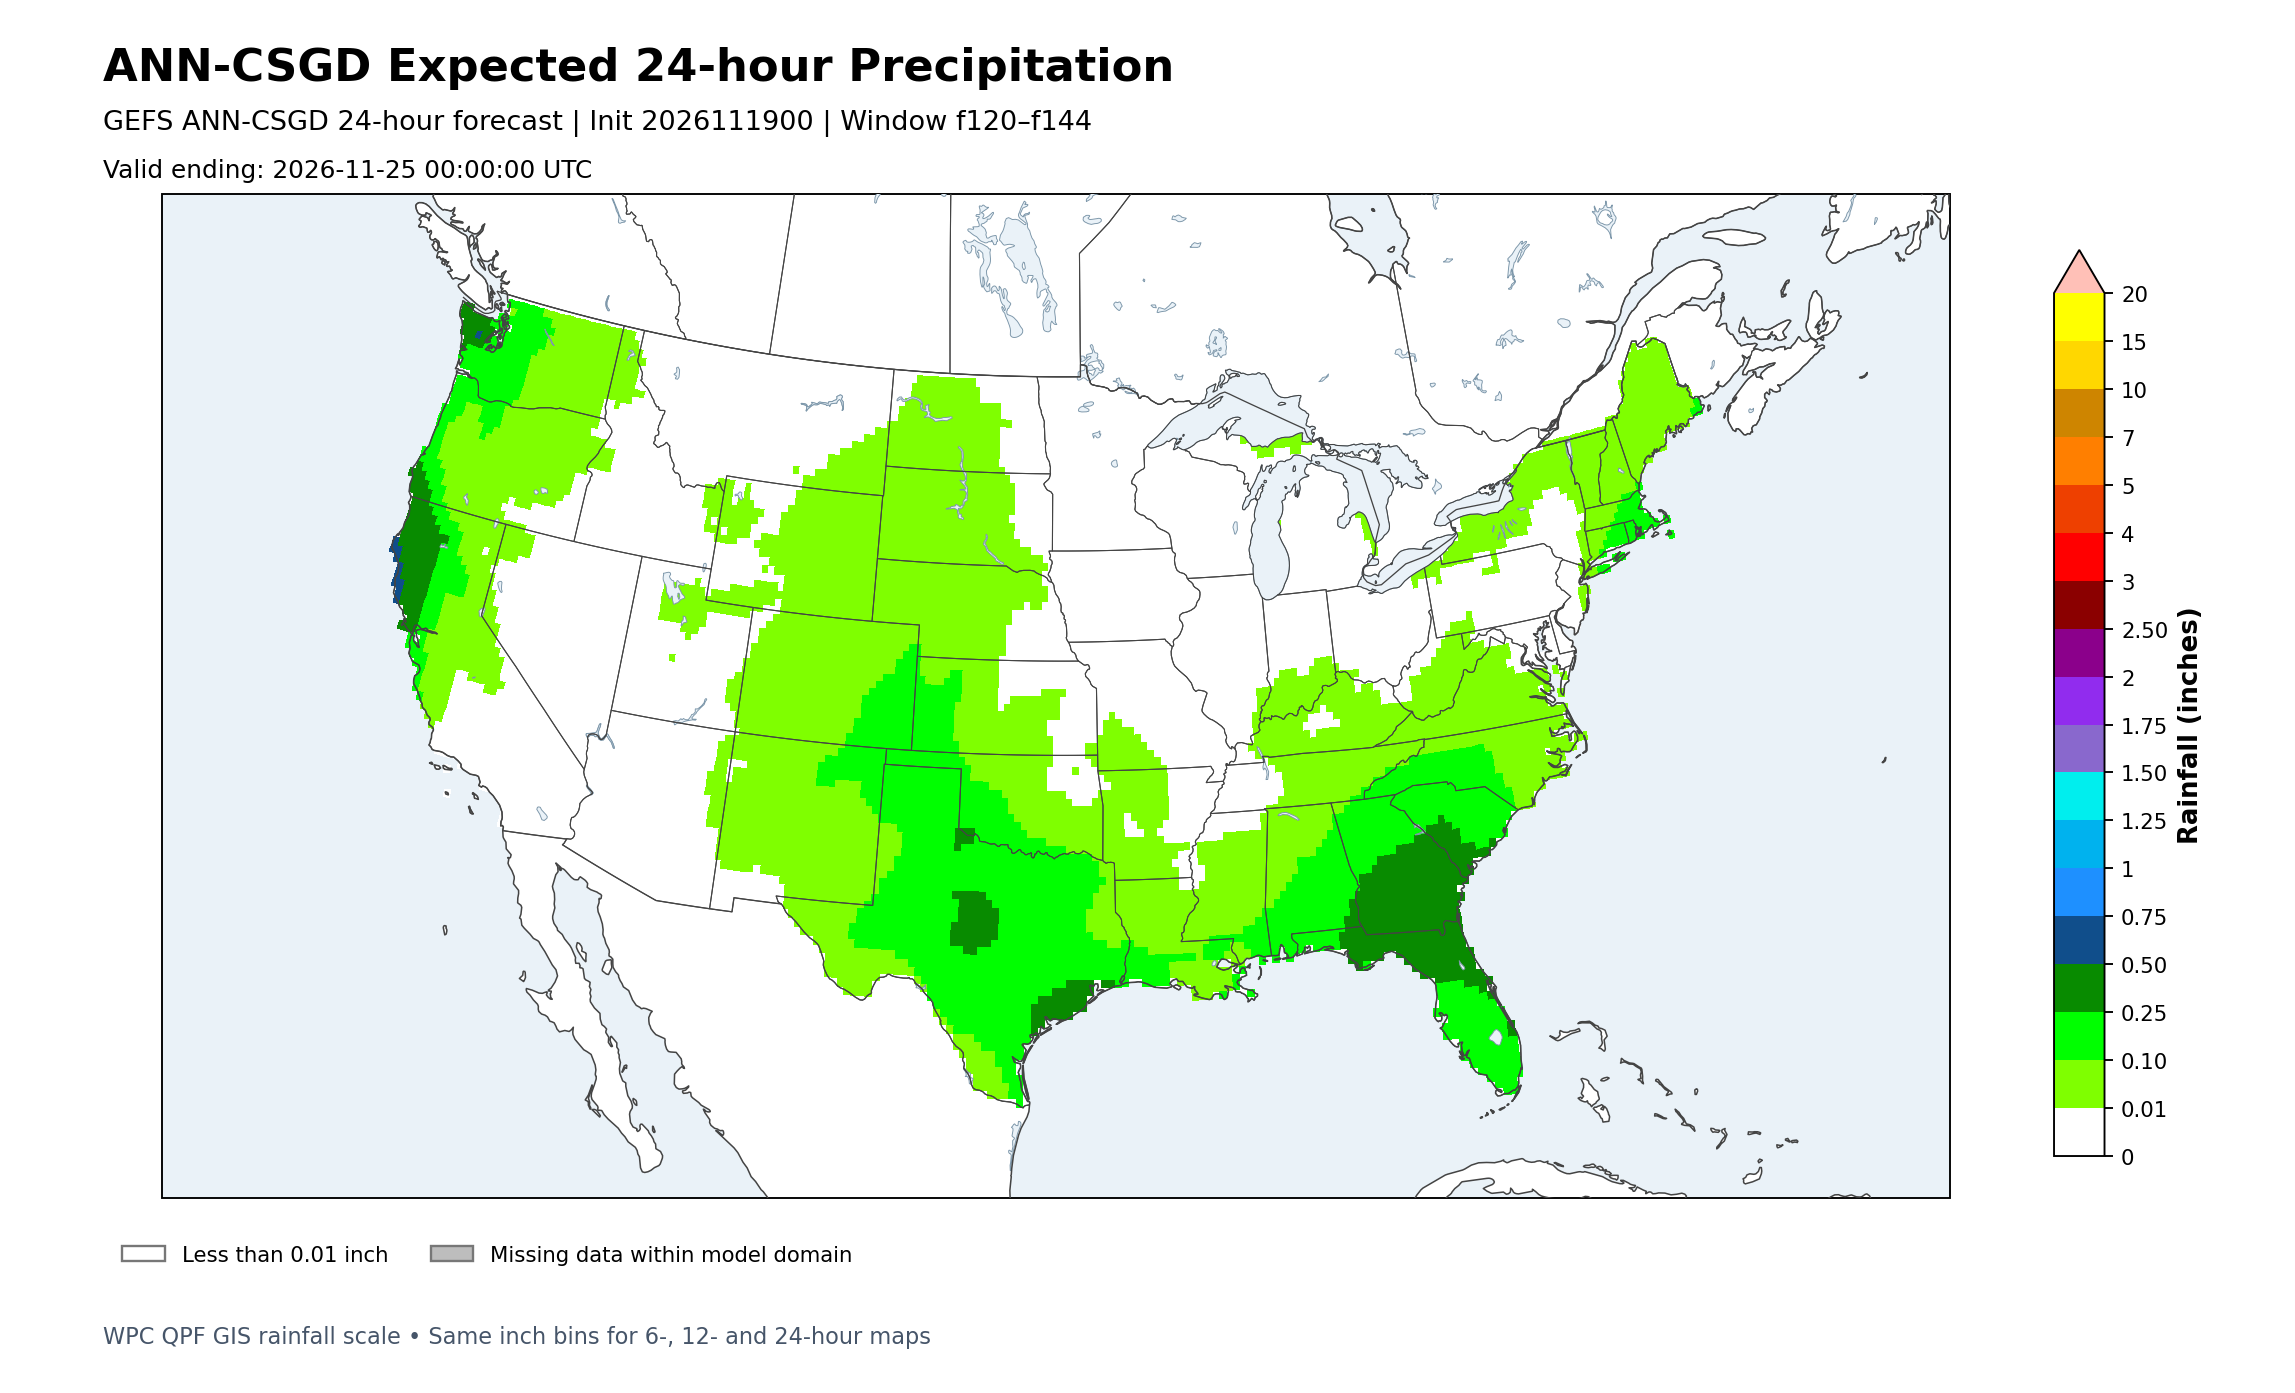 ANN-CSGD Expected 24-hour Precipitation
GEFS ANN-CSGD 24-hour forecast | Init 2026111900 | Window f120–f144
Valid ending: 2026-11-25 00:00:00 UTC
20
15
10
7
5
4
3
2.50
2
1.75
1.50
1.25
1
0.75
0.50
0.25
0.10
0.01
0
Rainfall (inches)
Less than 0.01 inch
Missing data within model domain
WPC QPF GIS rainfall scale • Same inch bins for 6-, 12- and 24-hour maps